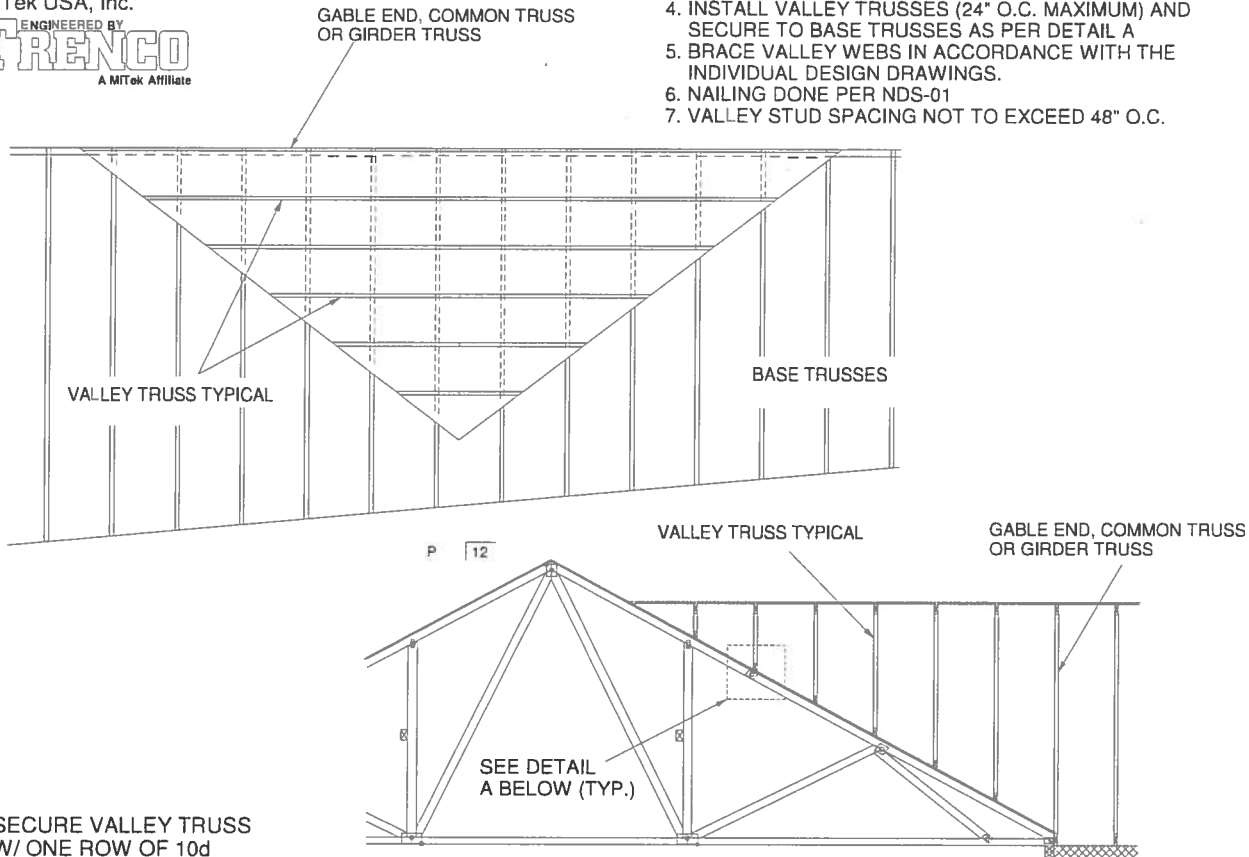 Tek USA, Inc.
ENGINEERED BY
TRENCO
A MiTek Affiliate
GABLE END, COMMON TRUSS
OR GIRDER TRUSS
4. INSTALL VALLEY TRUSSES (24" O.C. MAXIMUM) AND
SECURE TO BASE TRUSSES AS PER DETAIL A
5. BRACE VALLEY WEBS IN ACCORDANCE WITH THE
INDIVIDUAL DESIGN DRAWINGS.
6. NAILING DONE PER NDS-01
7. VALLEY STUD SPACING NOT TO EXCEED 48" O.C.
VALLEY TRUSS TYPICAL
BASE TRUSSES
P 12
VALLEY TRUSS TYPICAL
GABLE END, COMMON TRUSS
OR GIRDER TRUSS
SEE DETAIL
A BELOW (TYP.)
SECURE VALLEY TRUSS
W/ ONE ROW OF 10d